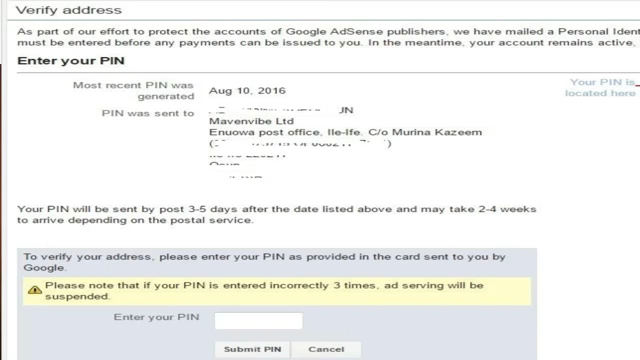 Verify address
As part of our effort to protect the accounts of Google AdSense publishers, we have mailed a Personal Ident
must be entered before any payments can be issued to you. In the meantime, your account remains active,
Enter your PIN
Most recent PIN was generated
Aug 10, 2016
Your PIN is located here
PIN was sent to
UN
Mavenvibe Ltd
Enuowa post office, Ile-Ife. C/o Murina Kazeem
Your PIN will be sent by post 3-5 days after the date listed above and may take 2-4 weeks
to arrive depending on the postal service.
To verify your address, please enter your PIN as provided in the card sent to you by
Google.
Please note that if your PIN is entered incorrectly 3 times, ad serving will be
suspended.
Enter your PIN
Submit PIN
Cancel